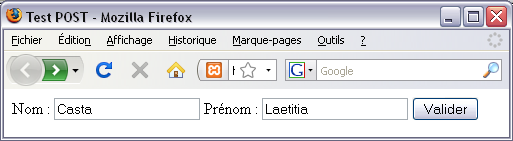 Test POST - Mozilla Firefox
Fichier Édition Affichage Historique Marque-pages Outils ?
Google
Nom : Casta Prénom : Laetitia Valider